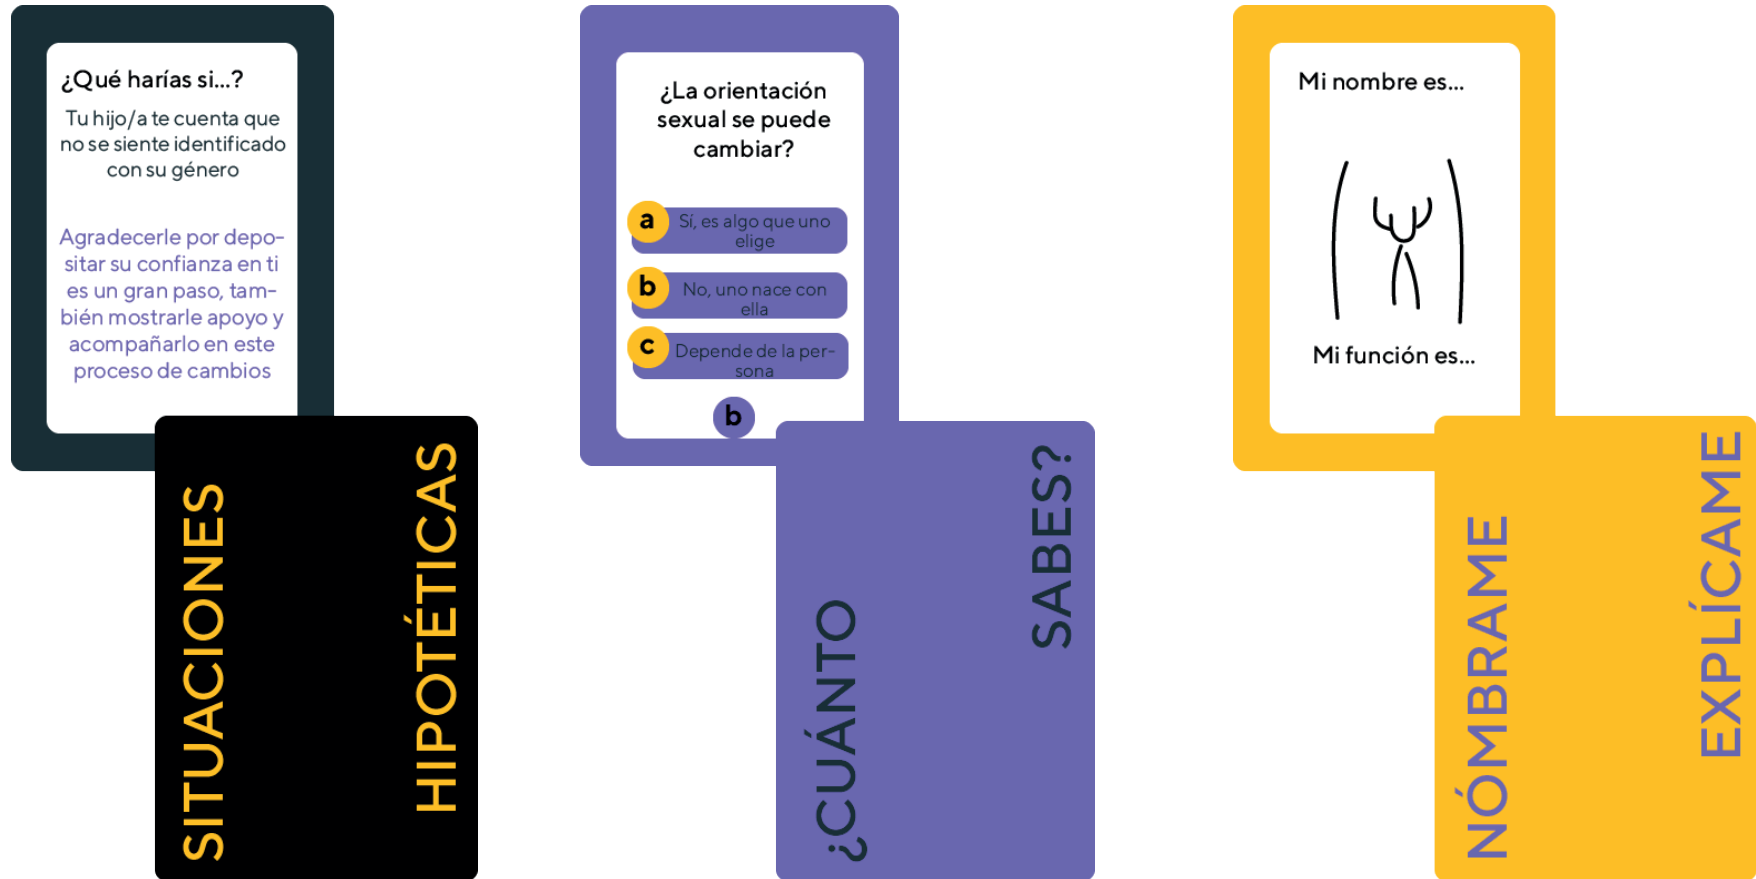 ¿Qué harías si...?
Tu hijo/a te cuenta que
no se siente identificado
con su género
Agradecerle por depo-
sitar su confianza en ti
es un gran paso, tam-
bién mostrarle apoyo y
acompañarlo en este
proceso de cambios
SITUACIONES
HIPOTÉTICAS
¿La orientación
sexual se puede
cambiar?
a
Sí, es algo que uno
elige
b
No, uno nace con
ella
c
Depende de la per-
sona
b
¿CUÁNTO
SABES?
Mi nombre es...
Mi función es...
NÓMBRAME
EXPLÍCAME